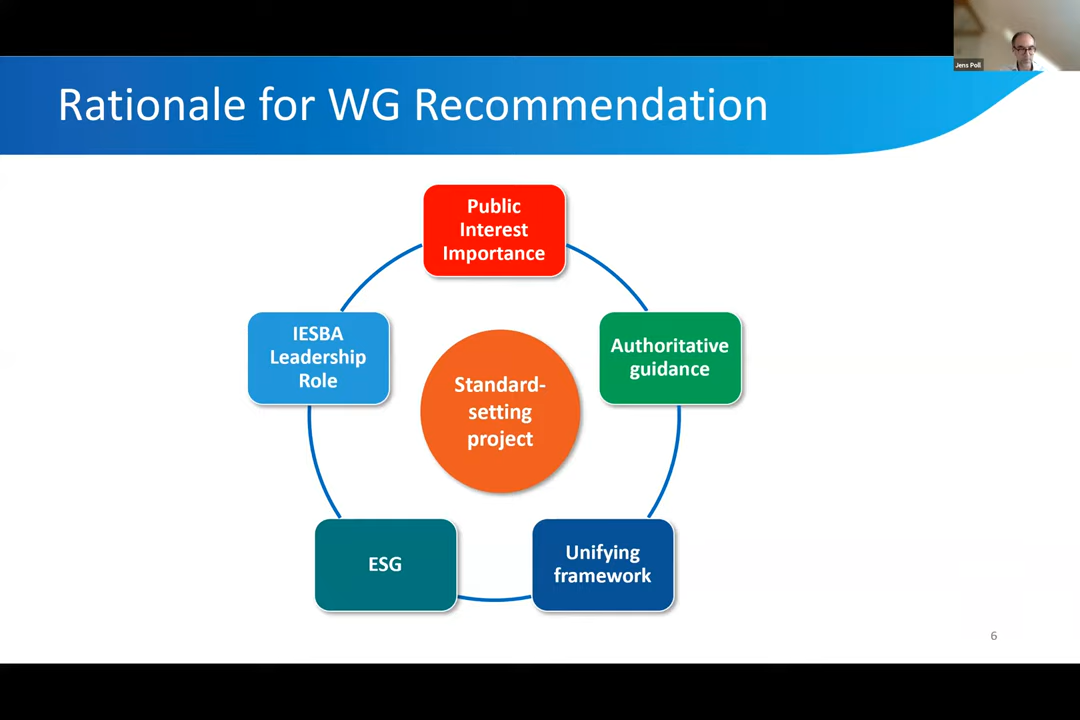 Jens Poll
Rationale for WG Recommendation
Public
Interest
Importance
IESBA
Leadership
Role
Authoritative
guidance
Standard-
setting
project
ESG
Unifying
framework
6